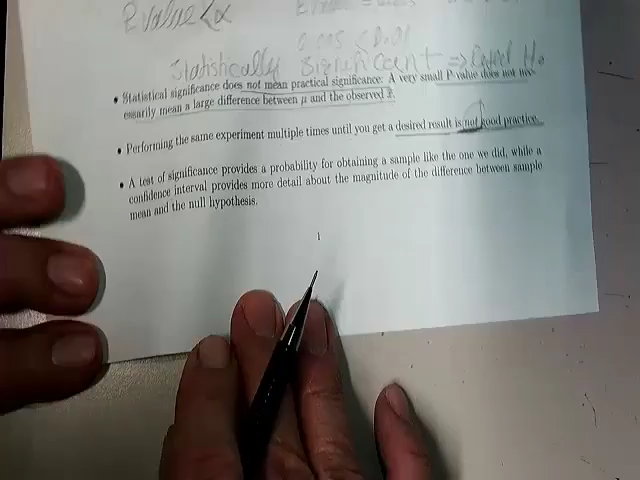 P value < α
0.005 < 0.01
Statistically Significant ⇒ Reject H₀
• Statistical significance does not mean practical significance: A very small P value does not nec-
essarily mean a large difference between μ and the observed x̄.
• Performing the same experiment multiple times until you get a desired result is not good practice.
• A test of significance provides a probability for obtaining a sample like the one we did, while a
confidence interval provides more detail about the magnitude of the difference between sample
mean and the null hypothesis.
1